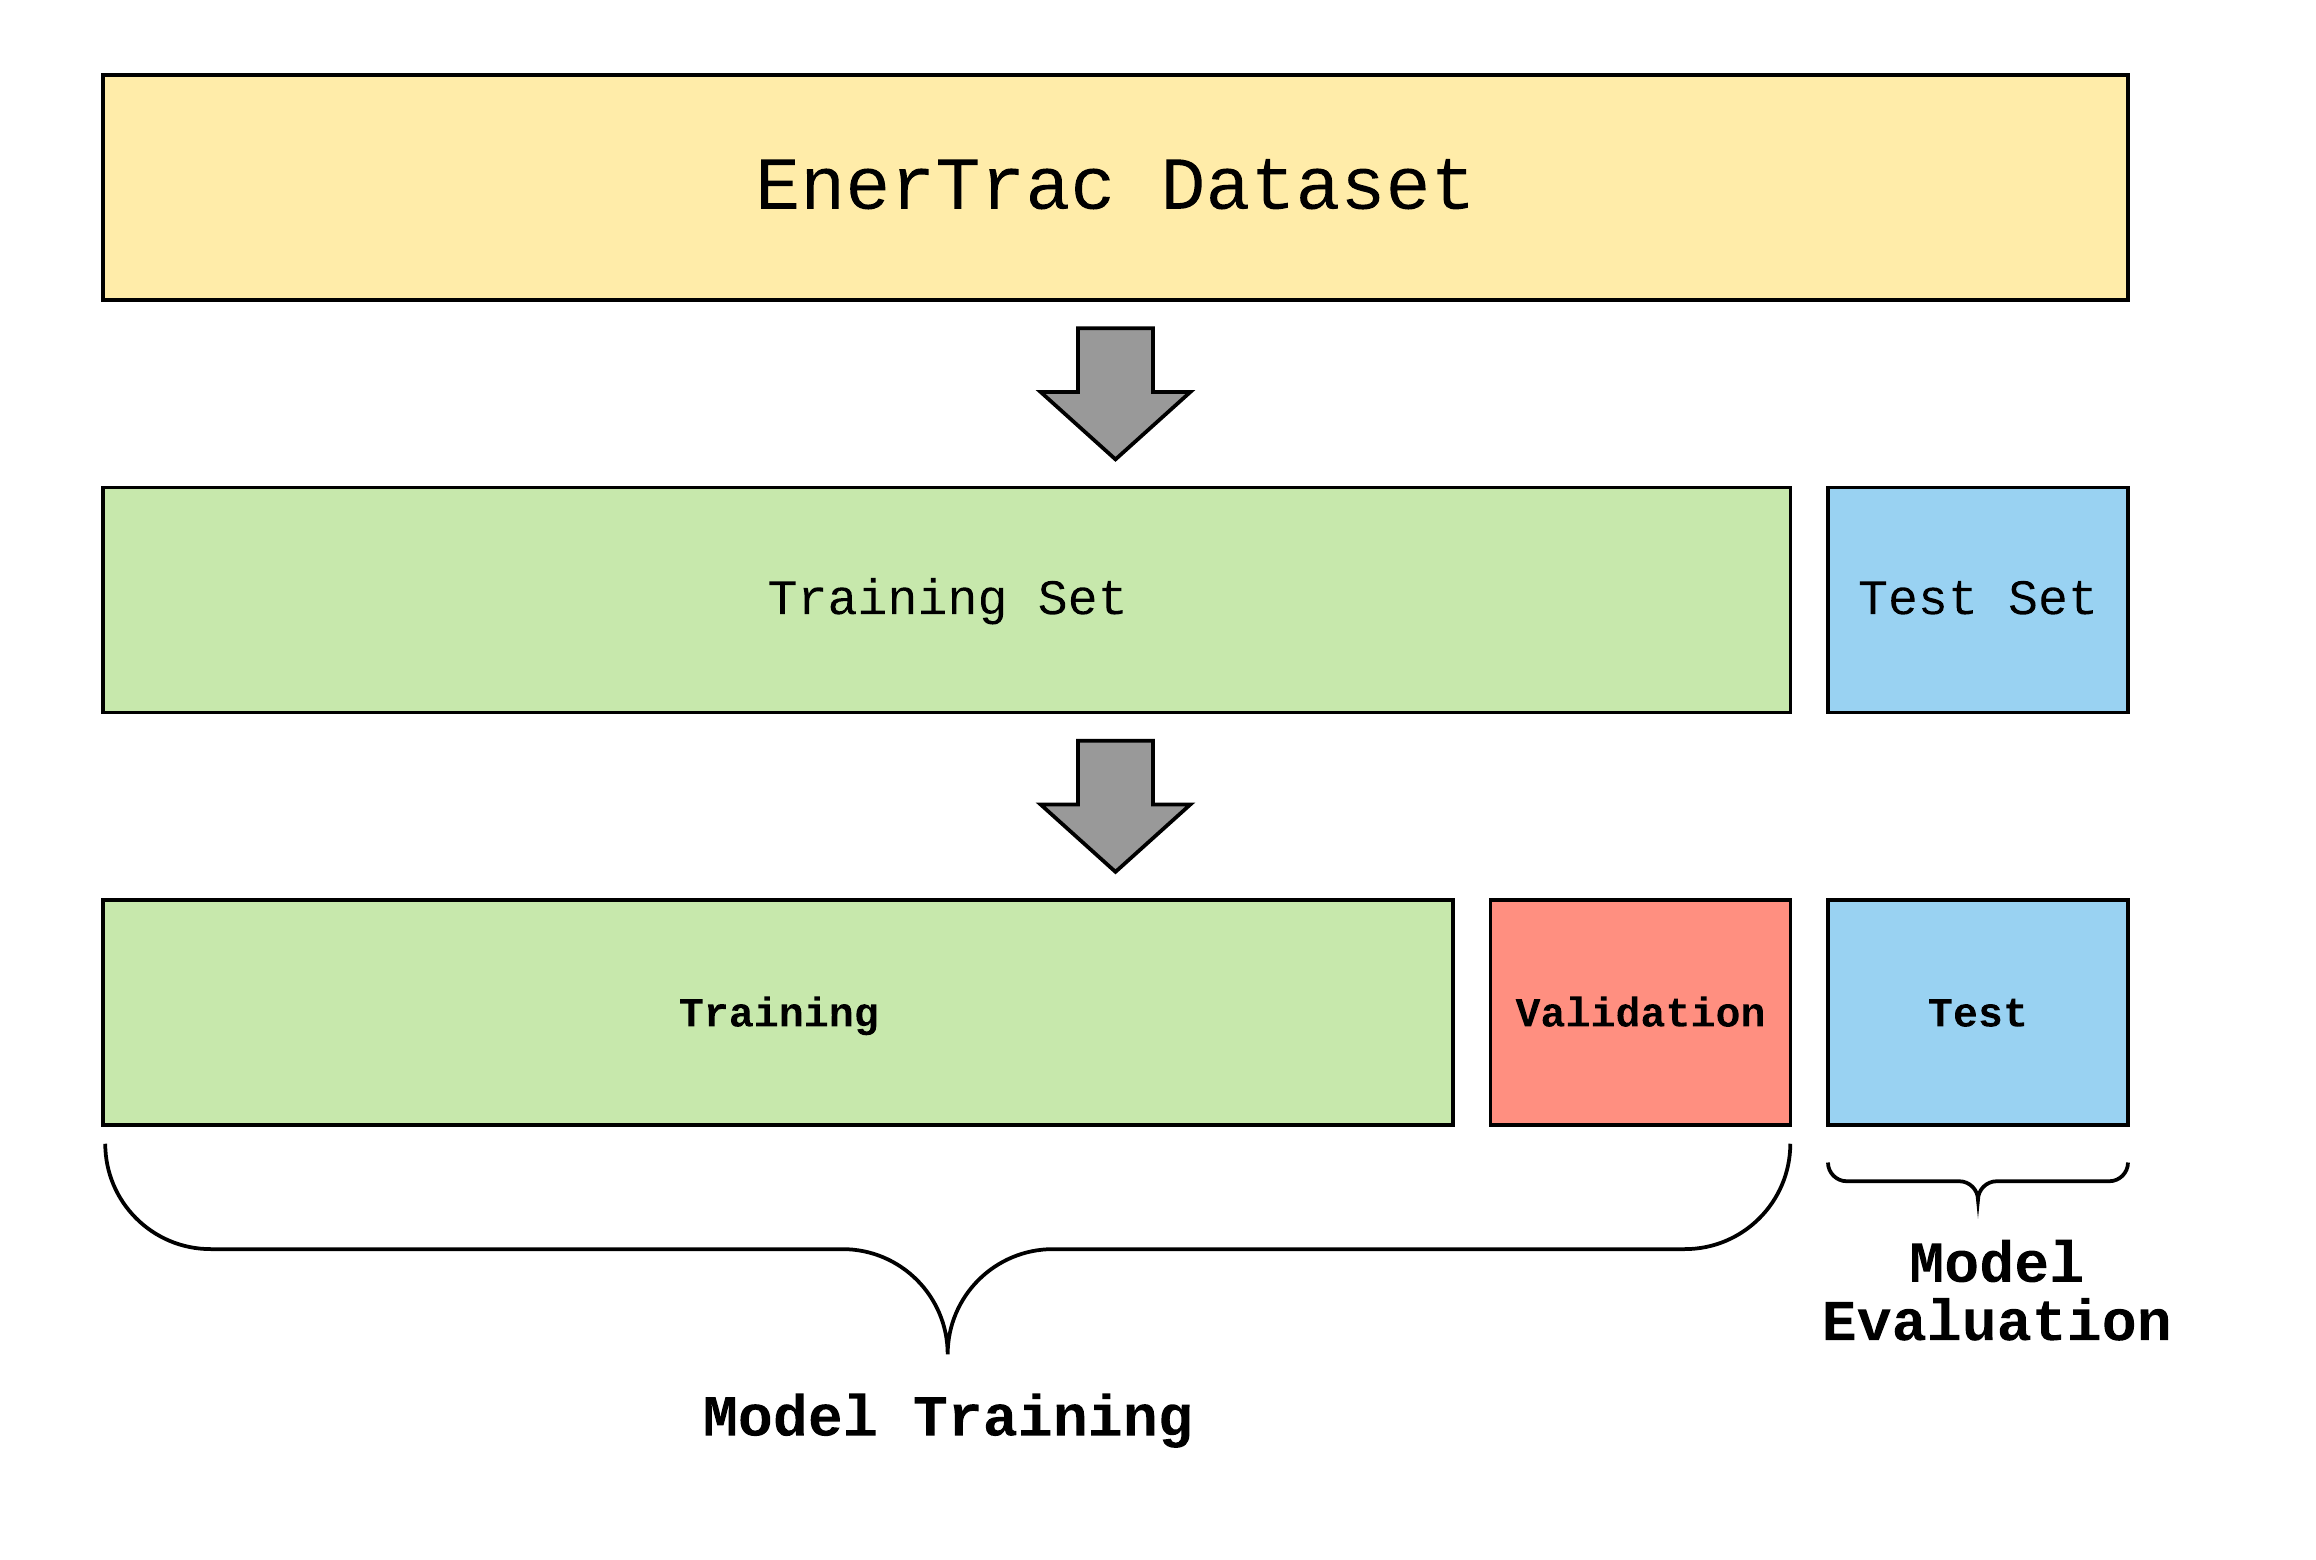 EnerTrac Dataset
Training Set
Test Set
Training
Validation
Test
Model
Evaluation
Model Training